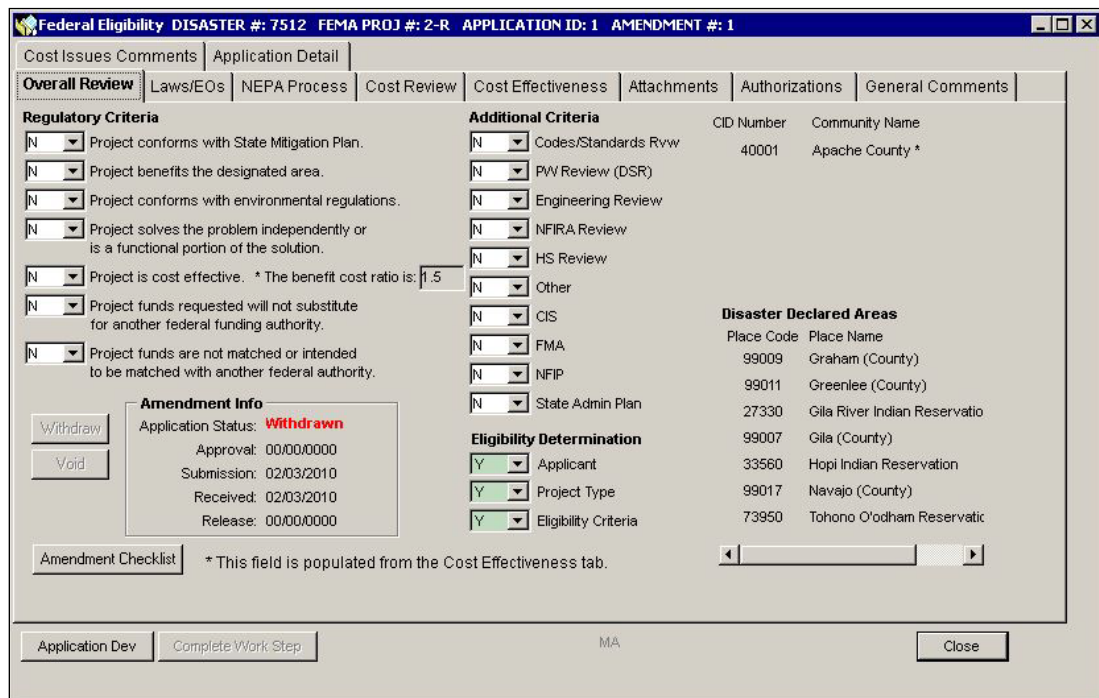 Federal Eligibility DISASTER #: 7512 FEMA PROJ #: 2-R APPLICATION ID: 1 AMENDMENT #: 1
Cost Issues Comments Application Detail
Overall Review Laws/EOs NEPA Process Cost Review Cost Effectiveness Attachments Authorizations General Comments
Regulatory Criteria
N Project conforms with State Mitigation Plan.
N Project benefits the designated area.
N Project conforms with environmental regulations.
N Project solves the problem independently or
is a functional portion of the solution.
N Project is cost effective. * The benefit cost ratio is: 1.5
N Project funds requested will not substitute
for another federal funding authority.
N Project funds are not matched or intended
to be matched with another federal authority.
Withdraw
Void
Amendment Info
Application Status: Withdrawn
Approval: 00/00/0000
Submission: 02/03/2010
Received: 02/03/2010
Release: 00/00/0000
Amendment Checklist
* This field is populated from the Cost Effectiveness tab.
Additional Criteria
N Codes/Standards Rvw
N PW Review (DSR)
N Engineering Review
N NFIRA Review
N HS Review
N Other
N CIS
N FMA
N NFIP
N State Admin Plan
Eligibility Determination
Y Applicant
Y Project Type
Y Eligibility Criteria
CID Number Community Name
40001 Apache County *
Disaster Declared Areas
Place Code Place Name
99009 Graham (County)
99011 Greenlee (County)
27330 Gila River Indian Reservatio
99007 Gila (County)
33560 Hopi Indian Reservation
99017 Navajo (County)
73950 Tohono O'odham Reservatic
Application Dev Complete Work Step MA Close